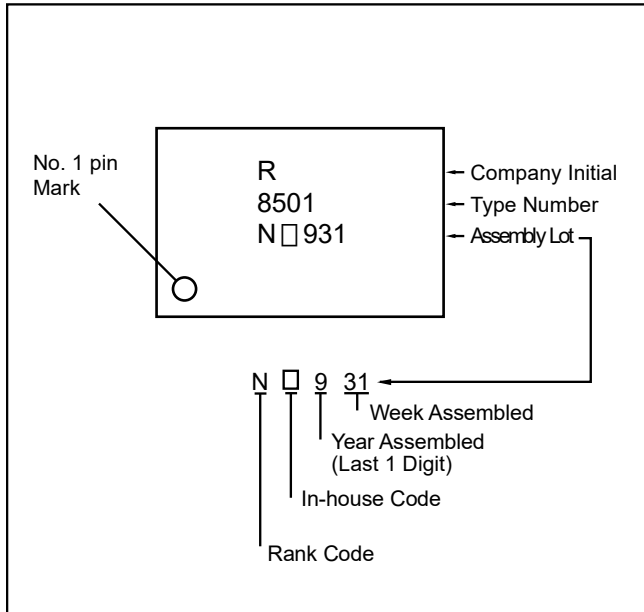 No. 1 pin
Mark
R
8501
N□931
Company Initial
Type Number
Assembly Lot
N □ 9 31
Week Assembled
Year Assembled
(Last 1 Digit)
In-house Code
Rank Code